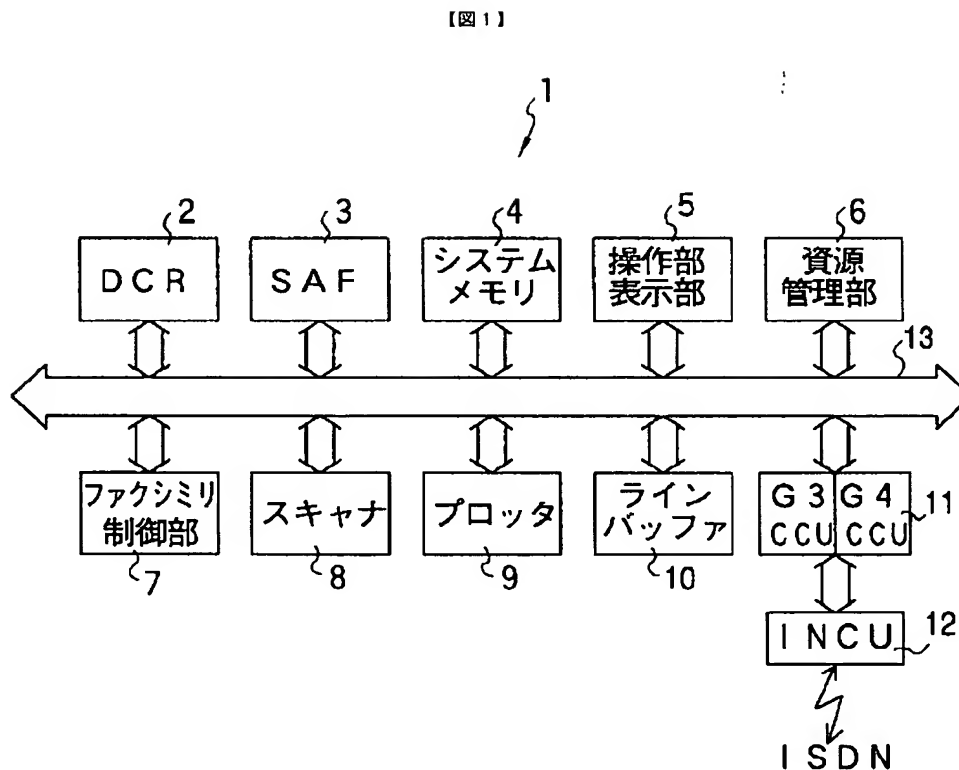 【図1】
1
2
3
4
5
6
DCR
SAF
システム
メモリ
操作部
表示部
資源
管理部
13
ファクシミリ
制御部
スキャナ
プロッタ
ライン
バッファ
G3 G4
CCU CCU
11
7
8
9
10
INCU
12
ISDN